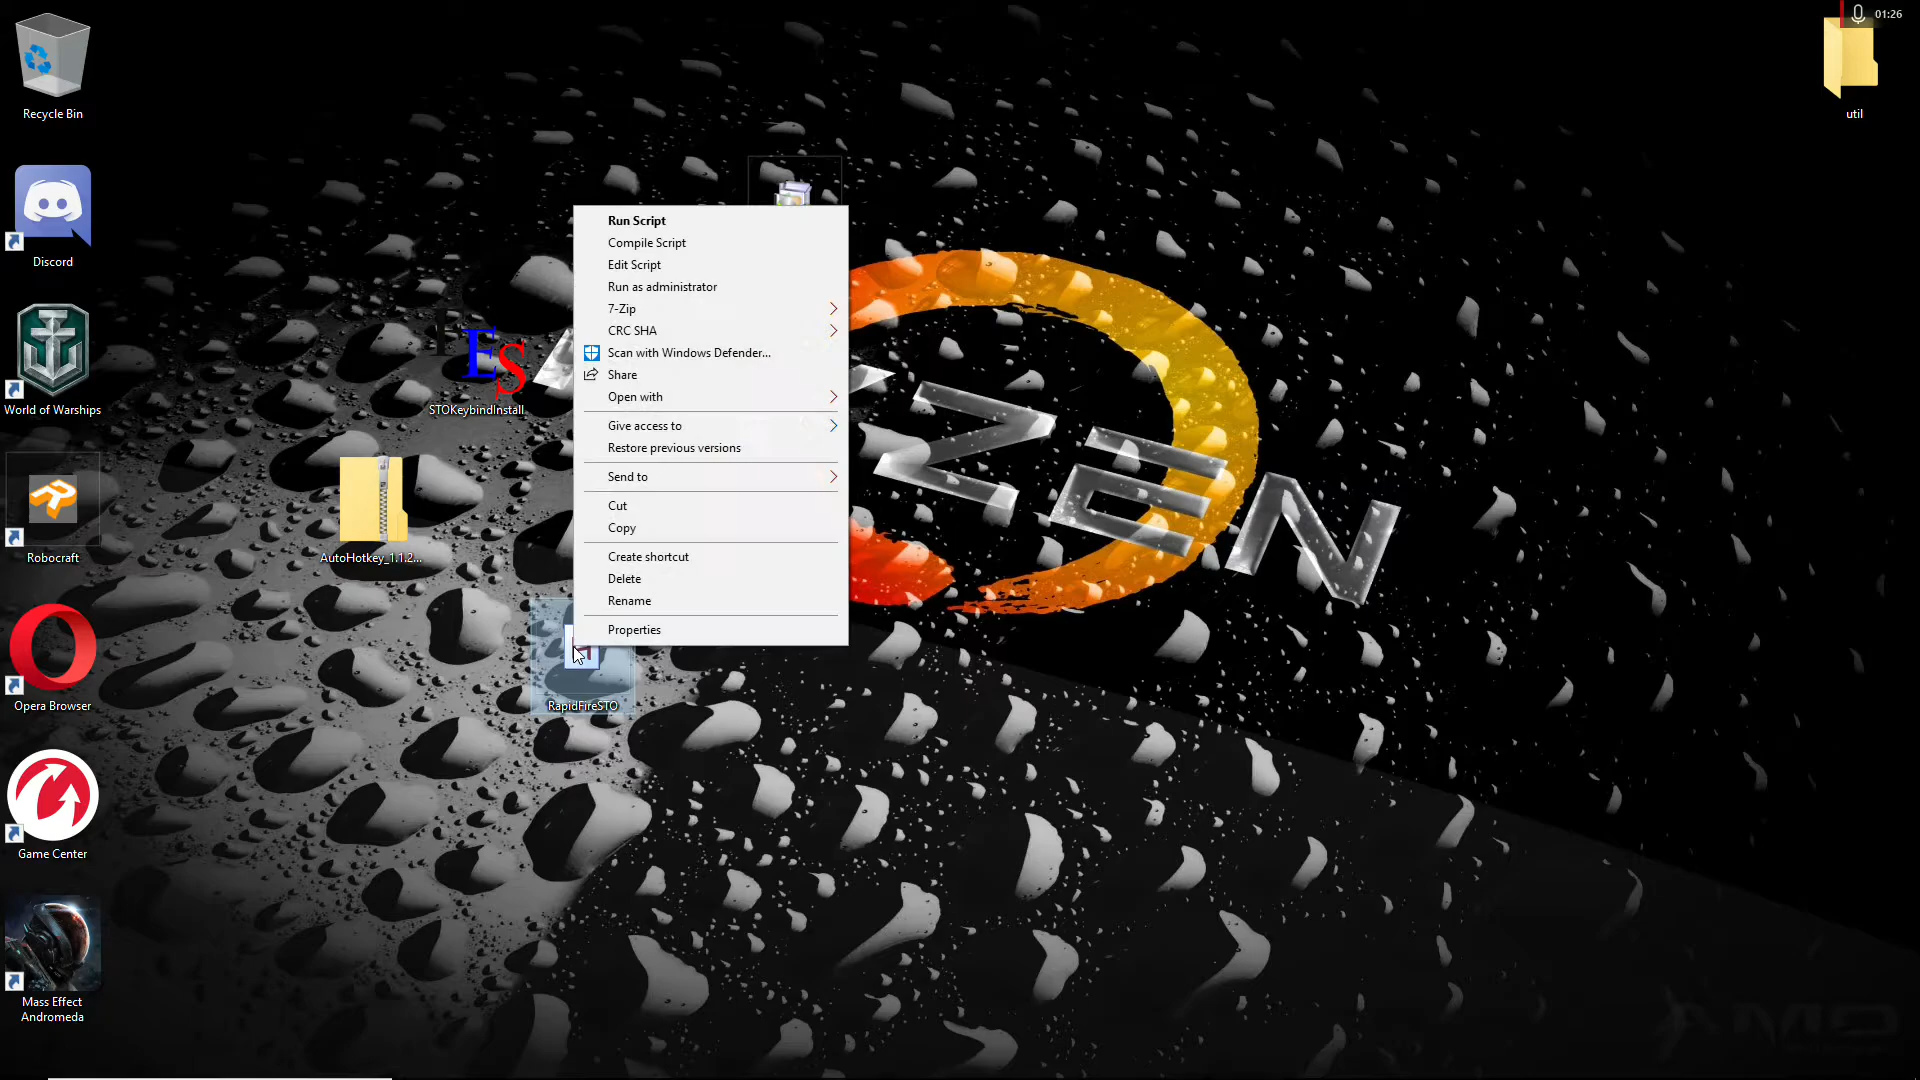 01:26
Recycle Bin
util
Discord
World of Warships
Robocraft
Opera Browser
Game Center
Mass Effect
Andromeda
ES
STOKeybindInstall
AutoHotkey_1.1.2...
RapidFireSTO
Run Script
Compile Script
Edit Script
Run as administrator
7-Zip
CRC SHA
Scan with Windows Defender...
Share
Open with
Give access to
Restore previous versions
Send to
Cut
Copy
Create shortcut
Delete
Rename
Properties
ZEN
AMD